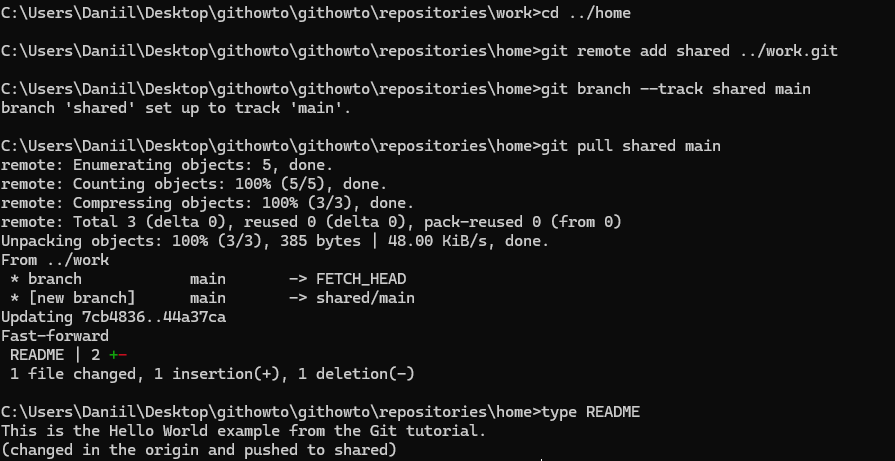 C:\Users\Daniil\Desktop\githowto\githowto\repositories\work>cd ../home
C:\Users\Daniil\Desktop\githowto\githowto\repositories\home>git remote add shared ../work.git
C:\Users\Daniil\Desktop\githowto\githowto\repositories\home>git branch --track shared main
branch 'shared' set up to track 'main'.
C:\Users\Daniil\Desktop\githowto\githowto\repositories\home>git pull shared main
remote: Enumerating objects: 5, done.
remote: Counting objects: 100% (5/5), done.
remote: Compressing objects: 100% (3/3), done.
remote: Total 3 (delta 0), reused 0 (delta 0), pack-reused 0 (from 0)
Unpacking objects: 100% (3/3), 385 bytes | 48.00 KiB/s, done.
From ../work
 * branch            main       -> FETCH_HEAD
 * [new branch]      main       -> shared/main
Updating 7cb4836..44a37ca
Fast-forward
 README | 2 +-
 1 file changed, 1 insertion(+), 1 deletion(-)
C:\Users\Daniil\Desktop\githowto\githowto\repositories\home>type README
This is the Hello World example from the Git tutorial.
(changed in the origin and pushed to shared)